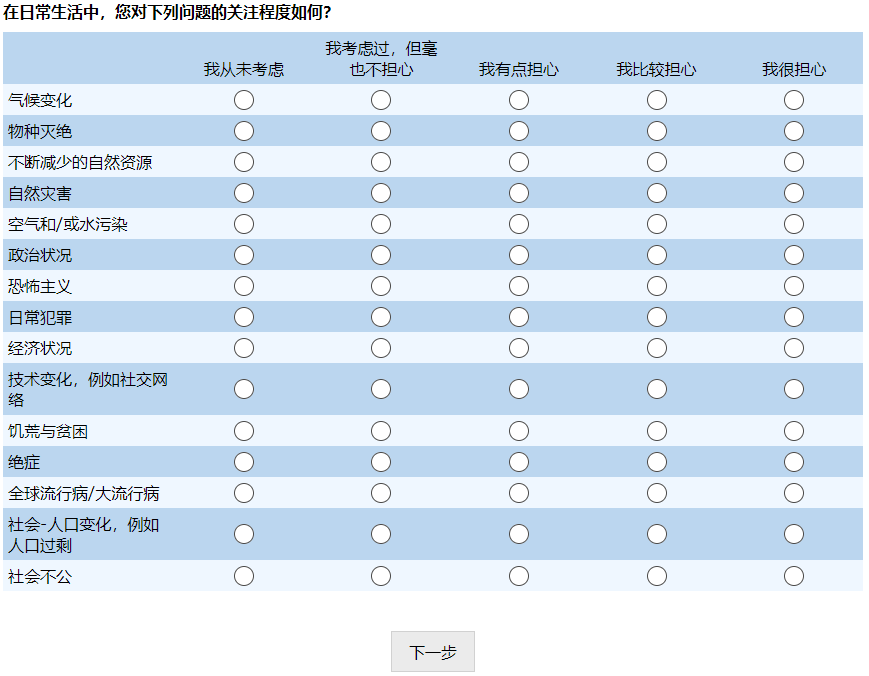 在日常生活中，您对下列问题的关注程度如何？
我从未考虑
我考虑过，但毫
也不担心
我有点担心
我比较担心
我很担心
气候变化
物种灭绝
不断减少的自然资源
自然灾害
空气和/或水污染
政治状况
恐怖主义
日常犯罪
经济状况
技术变化，例如社交网
络
饥荒与贫困
绝症
全球流行病/大流行病
社会-人口变化，例如
人口过剩
社会不公
下一步